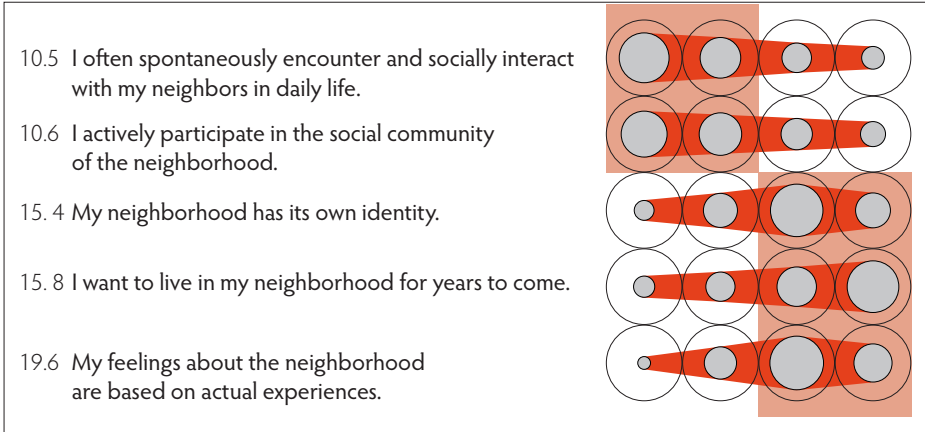 10.5 I often spontaneously encounter and socially interact
with my neighbors in daily life.
10.6 I actively participate in the social community
of the neighborhood.
15. 4 My neighborhood has its own identity.
15. 8 I want to live in my neighborhood for years to come.
19.6 My feelings about the neighborhood
are based on actual experiences.